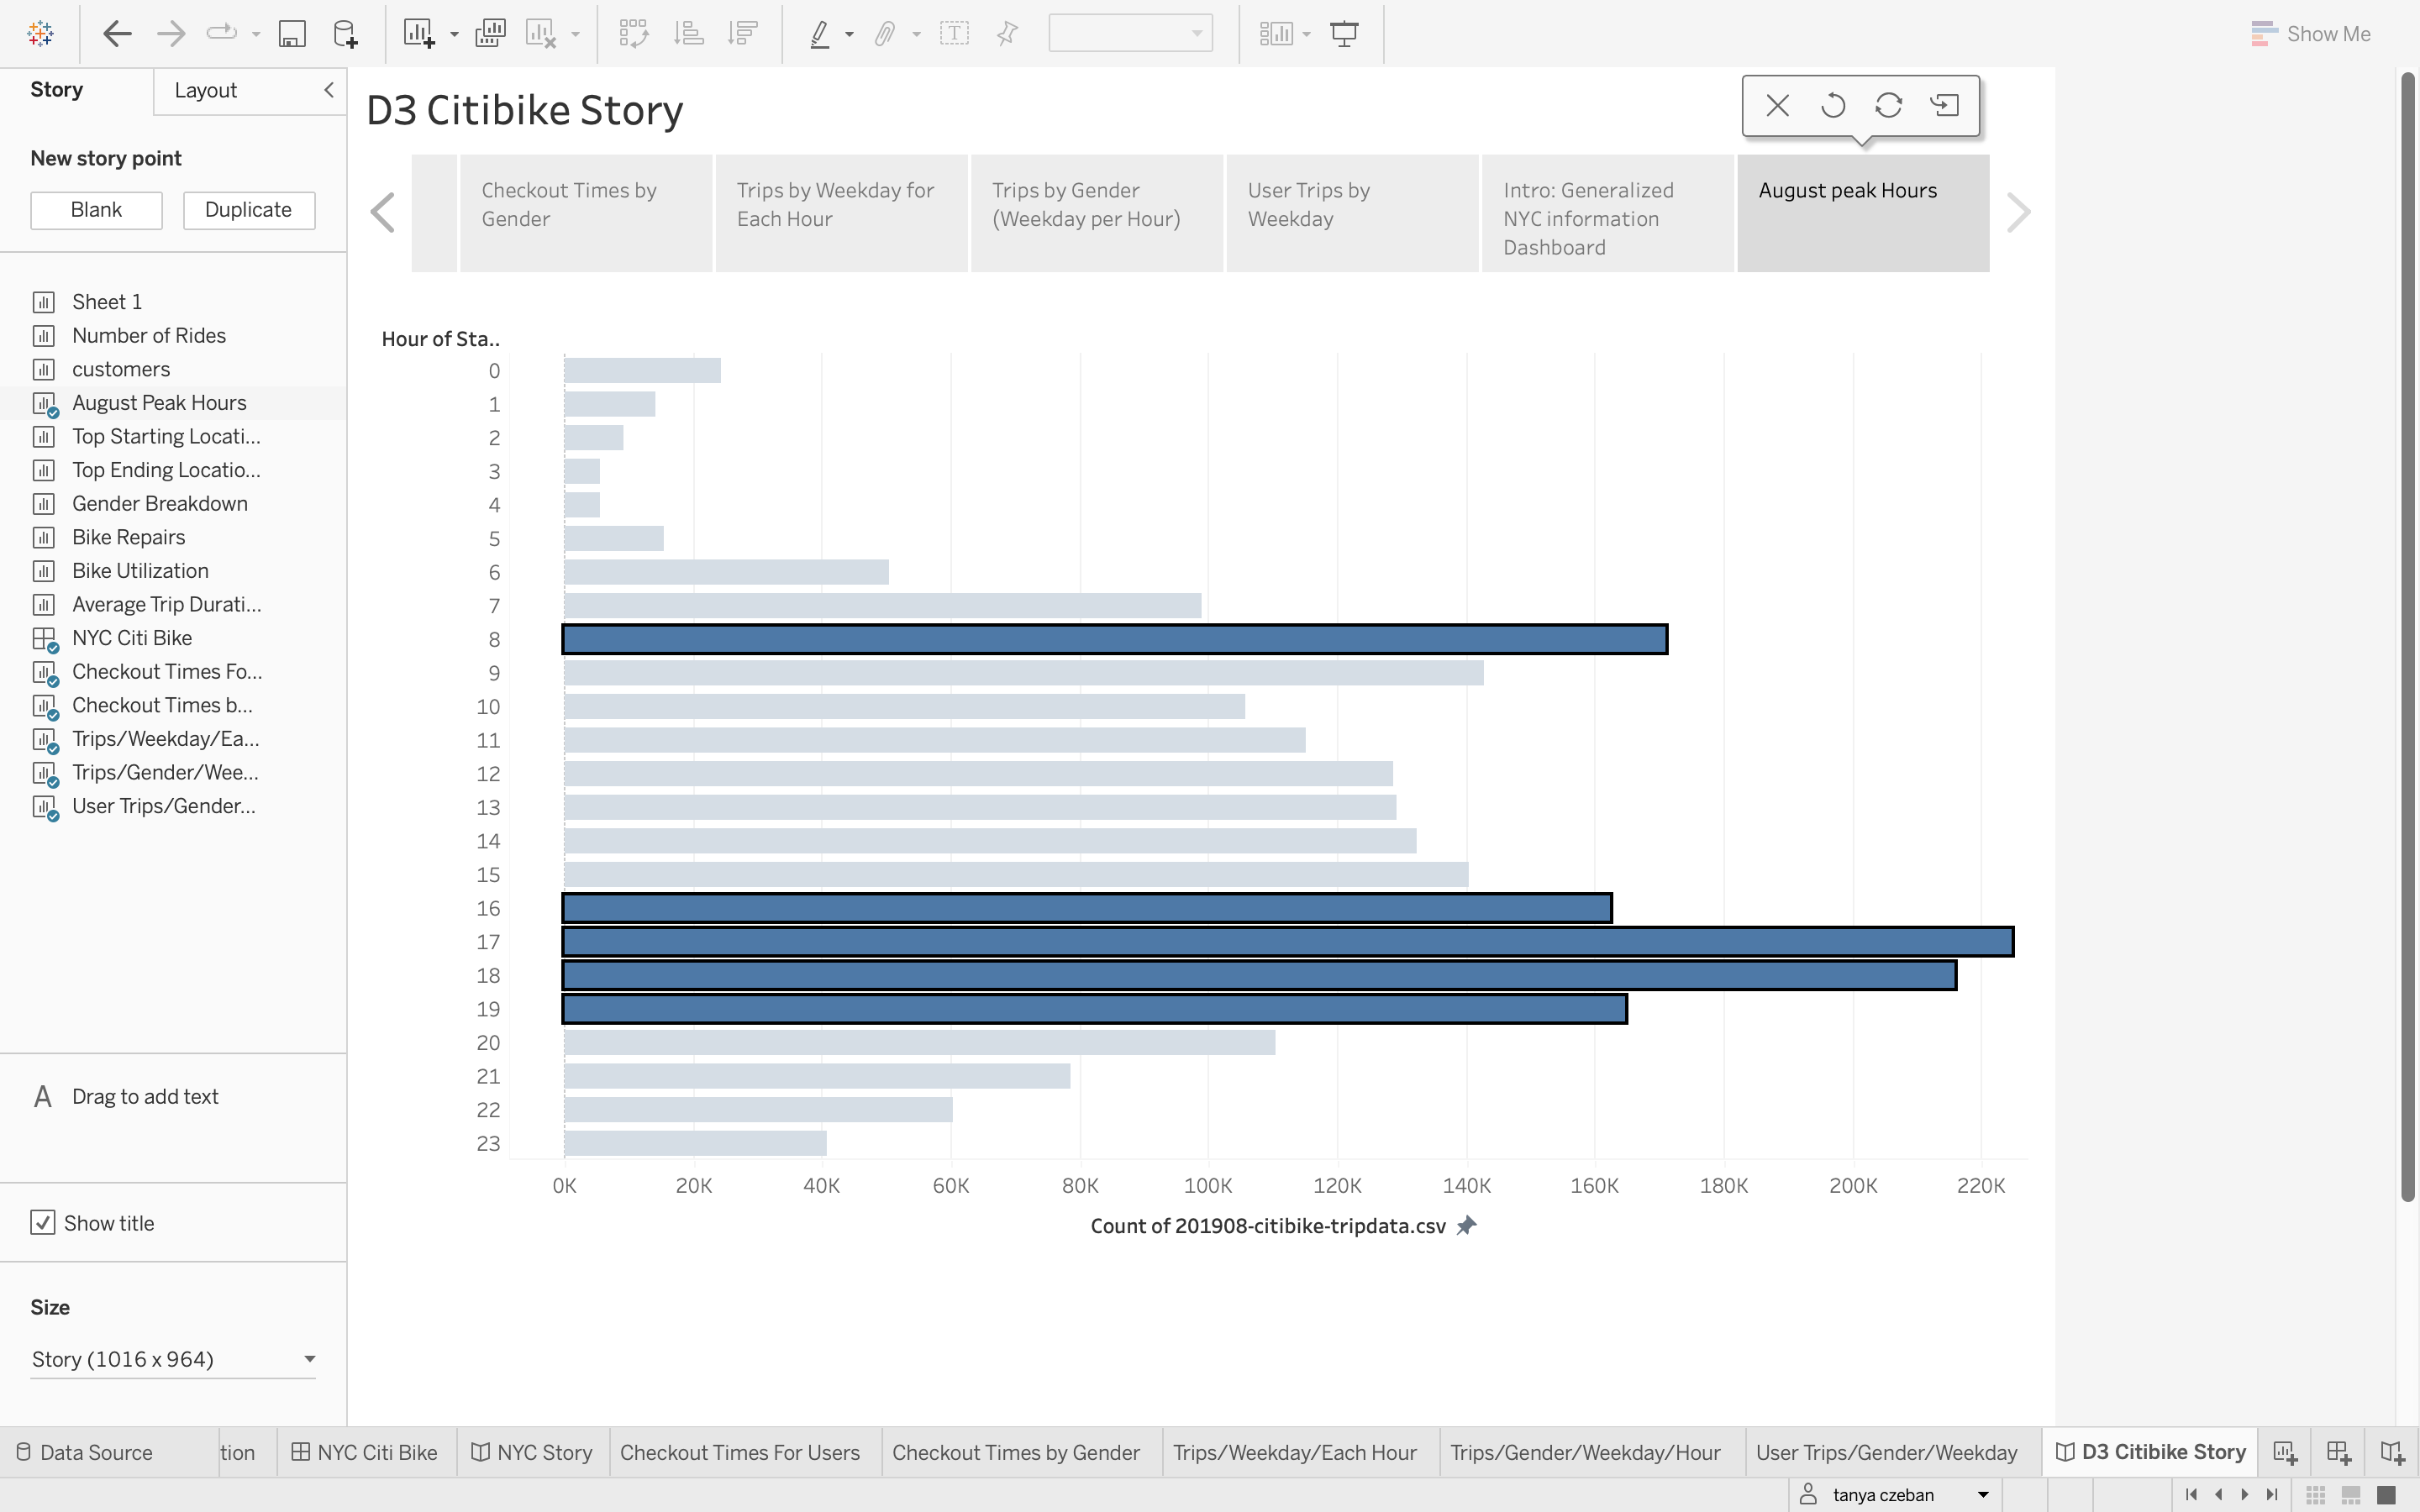 Show Me
Story
Layout
New story point
Blank
Duplicate
Sheet 1
Number of Rides
customers
August Peak Hours
Top Starting Locati...
Top Ending Locatio...
Gender Breakdown
Bike Repairs
Bike Utilization
Average Trip Durati...
NYC Citi Bike
Checkout Times Fo...
Checkout Times b...
Trips/Weekday/Ea...
Trips/Gender/Wee...
User Trips/Gender...
A Drag to add text
Show title
Size
Story (1016 x 964)
D3 Citibike Story
Checkout Times by
Gender
Trips by Weekday for
Each Hour
Trips by Gender
(Weekday per Hour)
User Trips by
Weekday
Intro: Generalized
NYC information
Dashboard
August peak Hours
Hour of Sta..
0
1
2
3
4
5
6
7
8
9
10
11
12
13
14
15
16
17
18
19
20
21
22
23
0K 20K 40K 60K 80K 100K 120K 140K 160K 180K 200K 220K
Count of 201908-citibike-tripdata.csv
Data Source tion NYC Citi Bike NYC Story Checkout Times For Users Checkout Times by Gender Trips/Weekday/Each Hour Trips/Gender/Weekday/Hour User Trips/Gender/Weekday D3 Citibike Story
tanya czeban